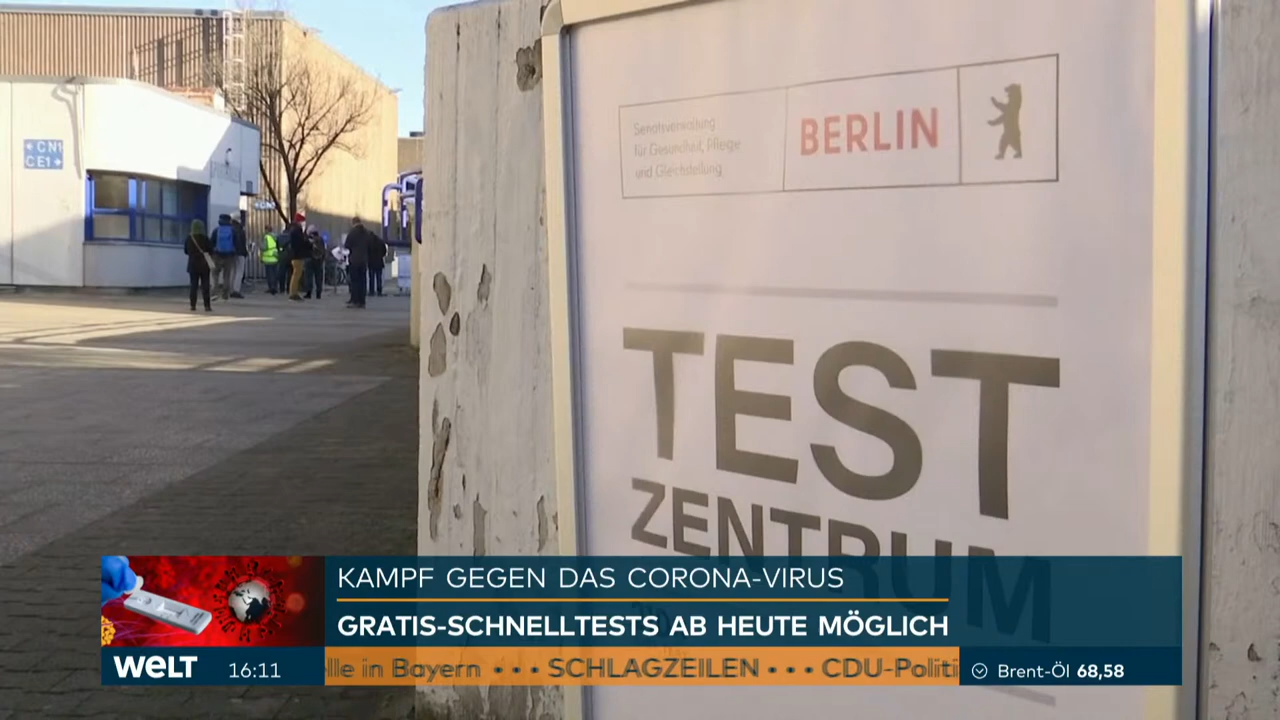 ← CN1
CE1 →
Senatsverwaltung
für Gesundheit, Pflege
und Gleichstellung
BERLIN
TEST
ZENTRUM
KAMPF GEGEN DAS CORONA-VIRUS
GRATIS-SCHNELLTESTS AB HEUTE MÖGLICH
WELT 16:11 lle in Bayern • • • SCHLAGZEILEN • • • CDU-Politi Brent-Öl 68,58